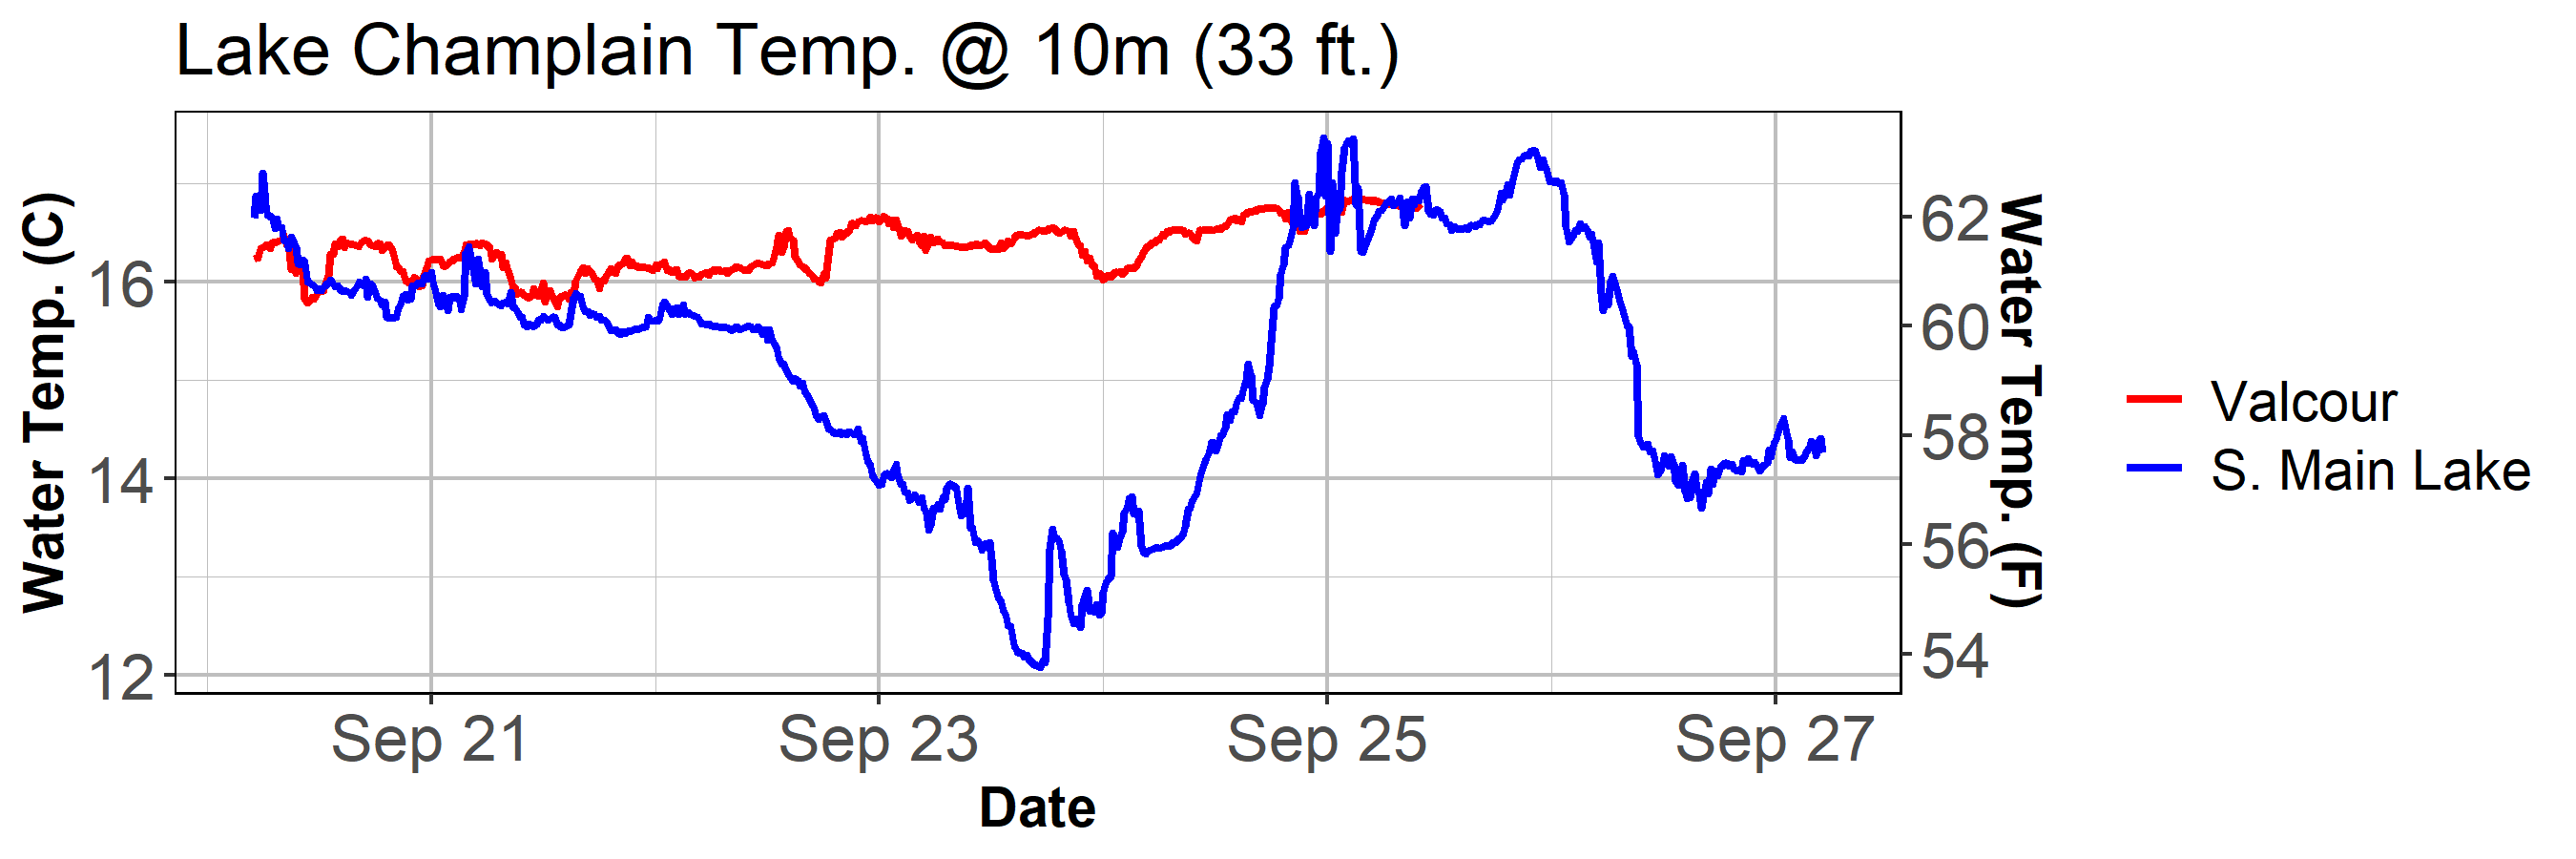 Lake Champlain Temp. @ 10m (33 ft.)
Water Temp. (C)
16
14
12
62
60
58
56
54
Water Temp. (F)
Sep 21
Sep 23
Sep 25
Sep 27
Date
Valcour
S. Main Lake